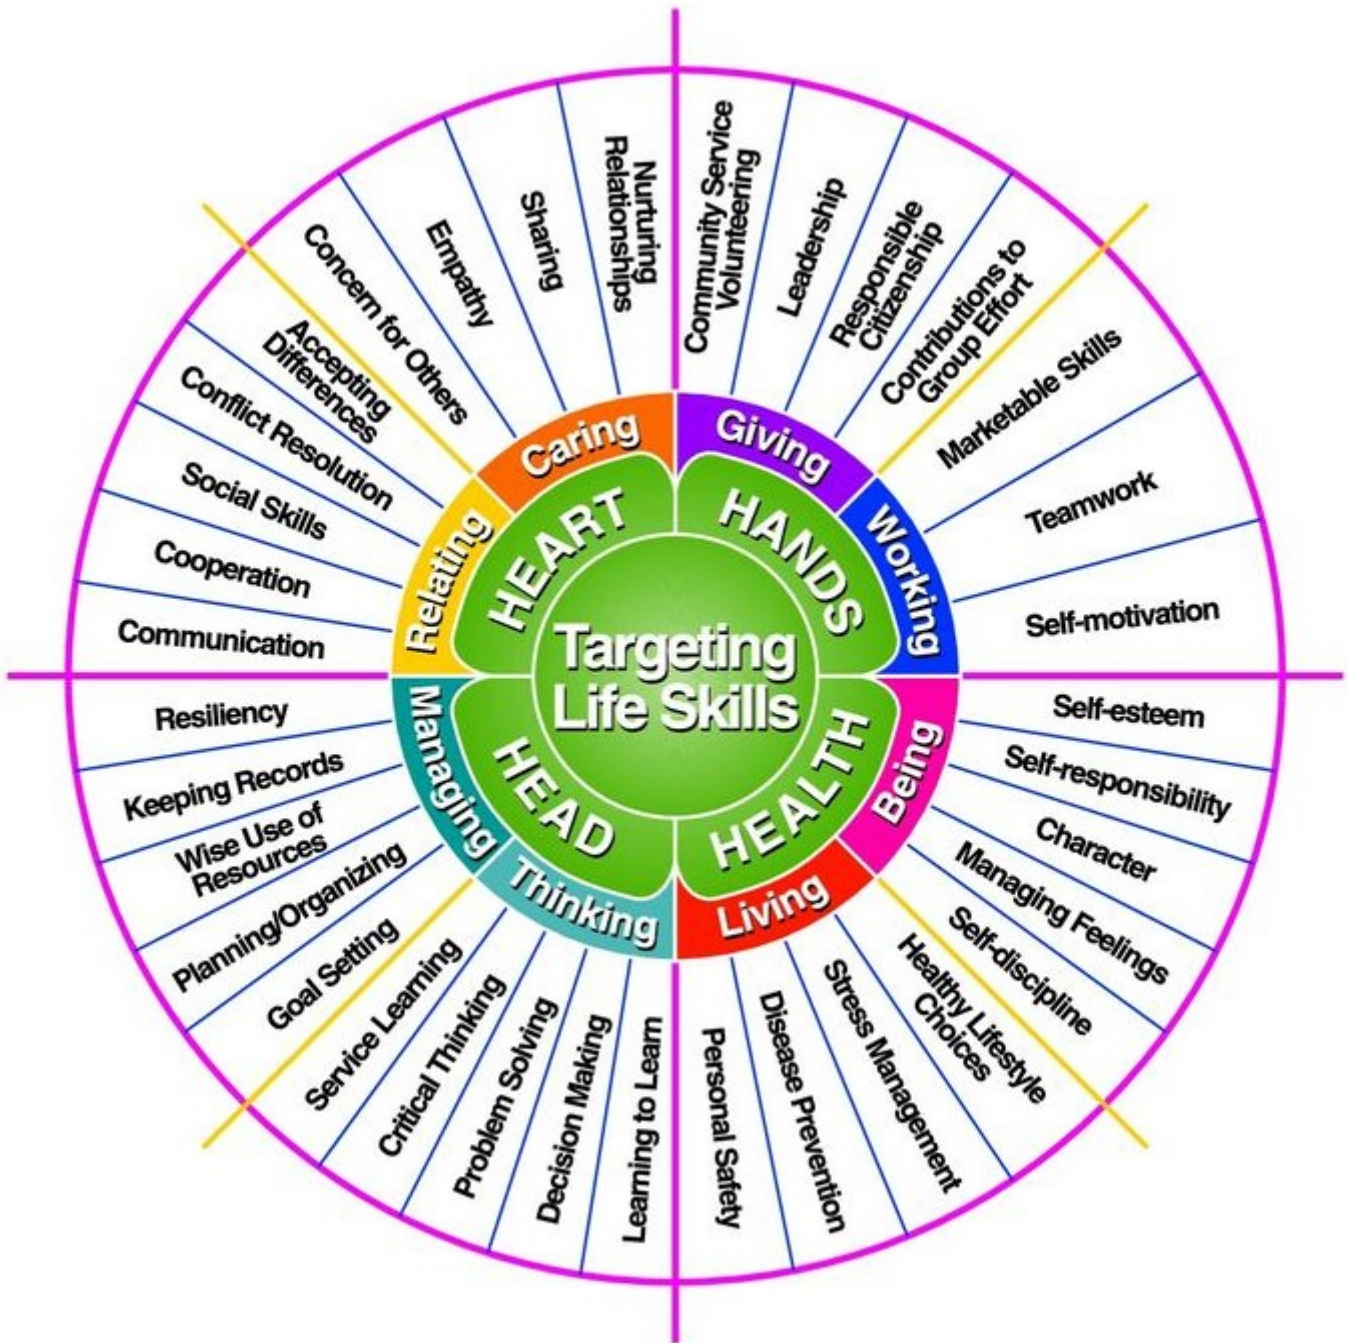 Targeting
Life Skills
HEART
HANDS
HEALTH
HEAD
Caring
Giving
Working
Being
Living
Thinking
Managing
Relating
Nurturing
Relationships
Sharing
Empathy
Concern for Others
Community Service
Volunteering
Leadership
Responsible
Citizenship
Contributions to
Group Effort
Marketable Skills
Teamwork
Self-motivation
Self-esteem
Self-responsibility
Character
Managing Feelings
Self-discipline
Healthy Lifestyle
Choices
Stress Management
Disease Prevention
Personal Safety
Learning to Learn
Decision Making
Problem Solving
Critical Thinking
Service Learning
Goal Setting
Planning/Organizing
Wise Use of
Resources
Keeping Records
Resiliency
Communication
Cooperation
Social Skills
Conflict Resolution
Accepting
Differences